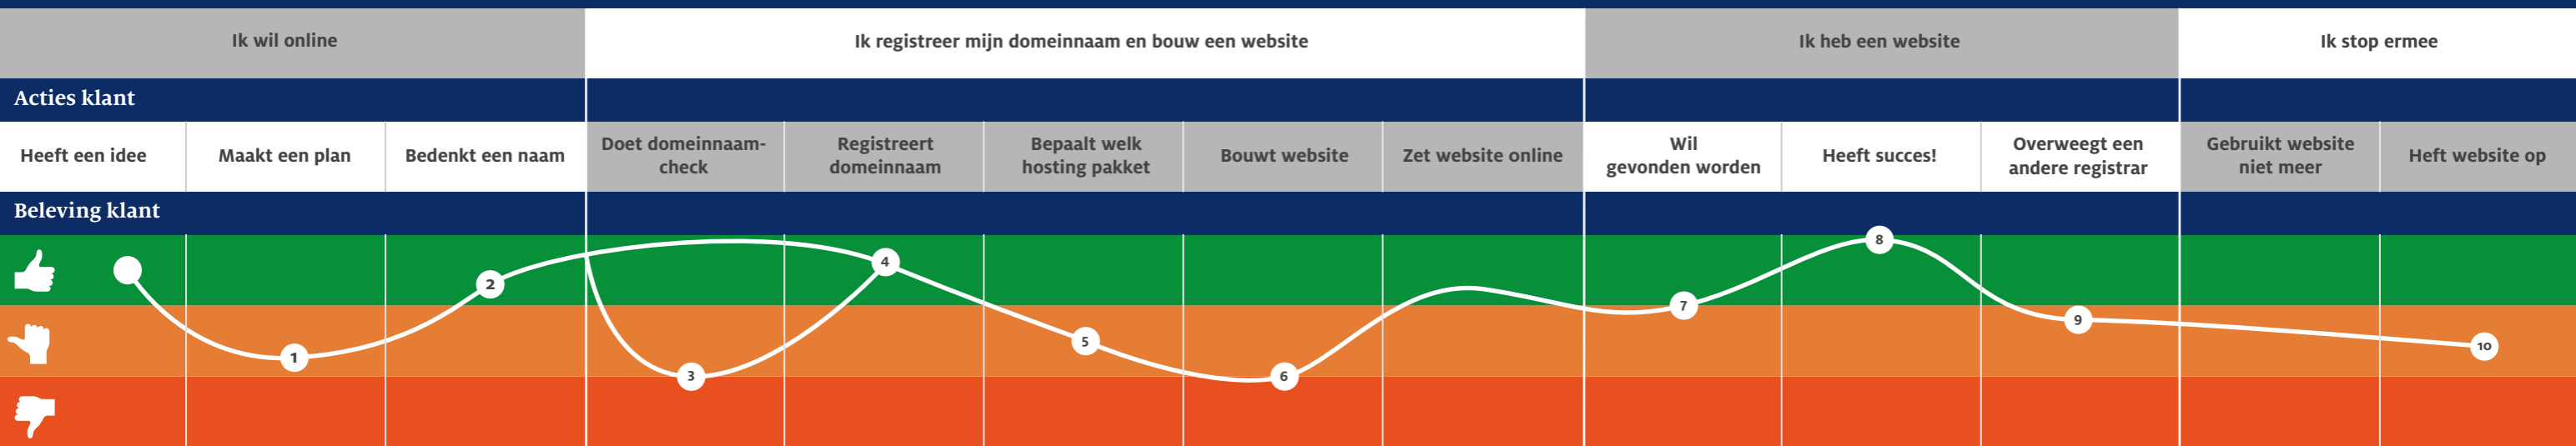 Ik wil online
Ik registreer mijn domeinnaam en bouw een website
Ik heb een website
Ik stop ermee
Acties klant
Heeft een idee
Maakt een plan
Bedenkt een naam
Doet domeinnaam-
check
Registreert
domeinnaam
Bepaalt welk
hosting pakket
Bouwt website
Zet website online
Wil
gevonden worden
Heeft succes!
Overweegt een
andere registrar
Gebruikt website
niet meer
Heft website op
Beleving klant
1
2
3
4
5
6
7
8
9
10